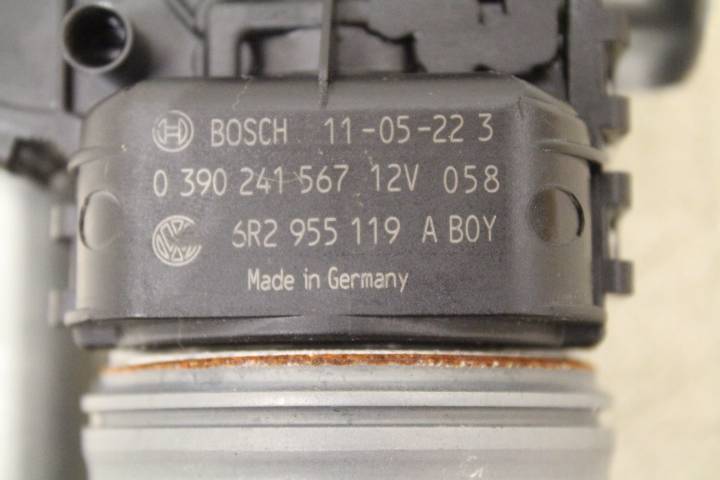 BOSCH 11-05-22 3
0 390 241 567 12V 058
6R2 955 119 A BOY
Made in Germany